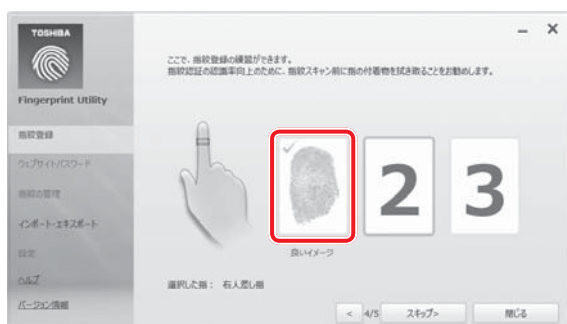 TOSHIBA
Fingerprint Utility
指紋登録
ウェブサイトパスワード
指紋の管理
インポート・エキスポート
設定
ヘルプ
バージョン情報
ここで、指紋登録の練習ができます。
指紋認証の認識率向上のために、指紋スキャン前に指の付着物を拭き取ることをお勧めします。
2
3
良いイメージ
選択した指： 右人差し指
< 4/5 スキップ> 閉じる